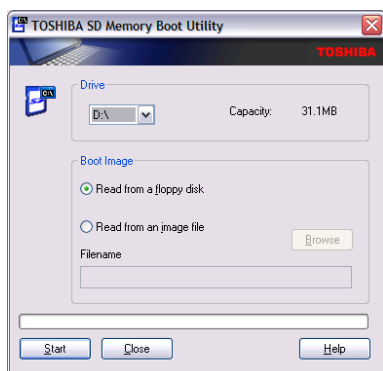 TOSHIBA SD Memory Boot Utility
TOSHIBA
Drive
D:\ Capacity: 31.1MB
Boot Image
Read from a floppy disk
Read from an image file
Browse
Filename
Start Close Help